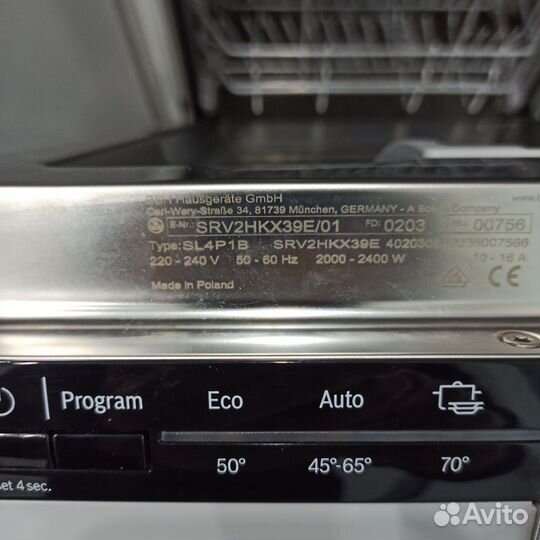 Hausgeräte GmbH
Carl-Wery-Straße 34, 81739 München, GERMANY - A Company
E-Nr.: SRV2HKX39E/01 FD: 0203 00756
Type: SL4P1B SRV2HKX39E
220 - 240 V 50 - 60 Hz 2000 - 2400 W 10 - 16 A
Made in Poland
Program Eco Auto
50° 45°-65° 70°
set 4 sec.
Avito